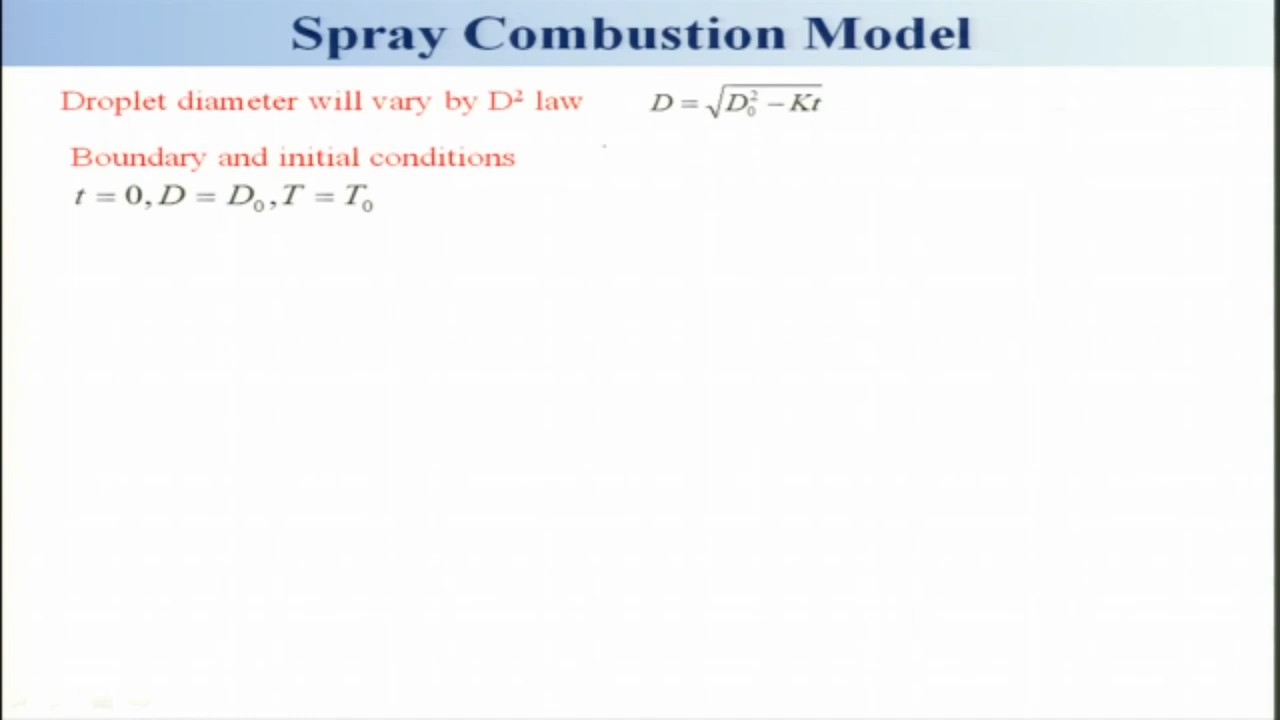 Spray Combustion Model
Droplet diameter will vary by D² law D = √(D₀² − Kt)
Boundary and initial conditions
t = 0, D = D₀, T = T₀